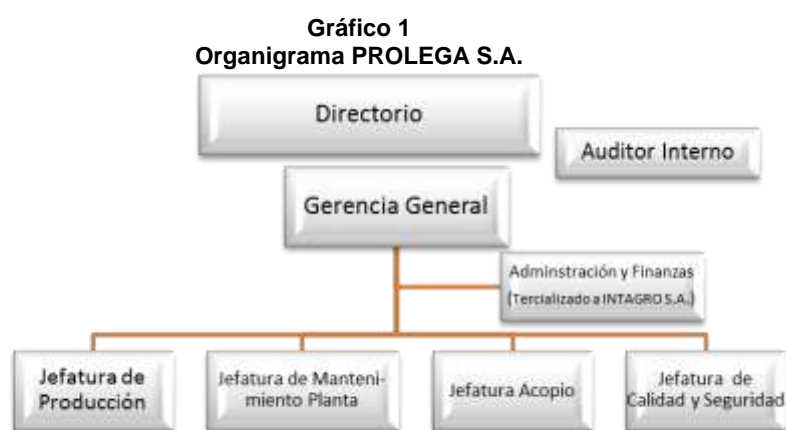 Gráfico 1
Organigrama PROLEGA S.A.
Directorio
Auditor Interno
Gerencia General
Adminstración y Finanzas
(Tercializado a INTAGRO S.A.)
Jefatura de
Producción
Jefatura de Manteni-
miento Planta
Jefatura Acopio
Jefatura de
Calidad y Seguridad